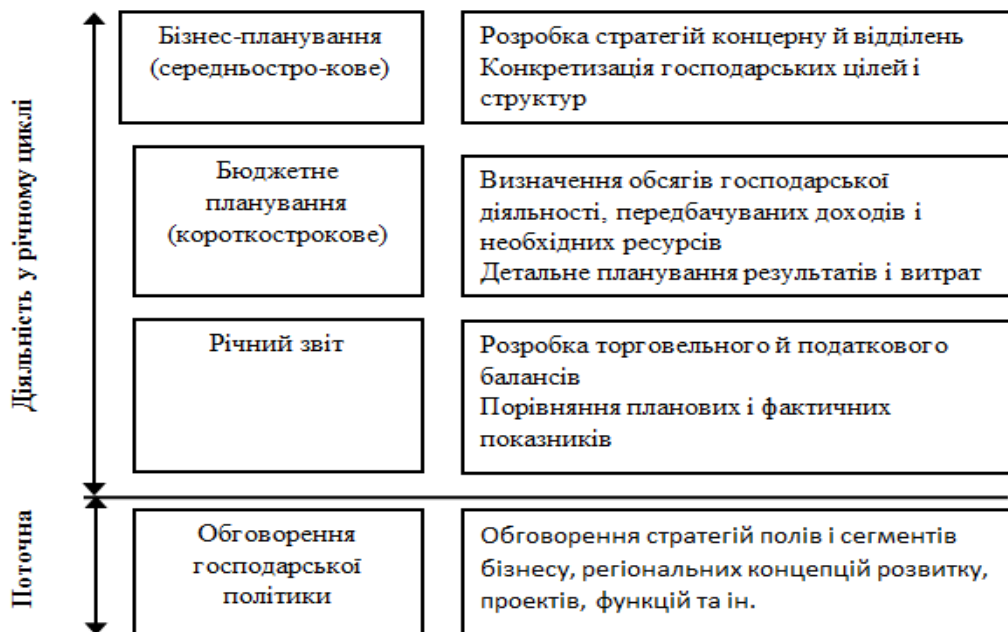 Діяльність у річному циклі
Бізнес-планування
(середньостро-кове)
Розробка стратегій концерну й відділень
Конкретизація господарських цілей і
структур
Бюджетне
планування
(короткострокове)
Визначення обсягів господарської
діяльності, передбачуваних доходів і
необхідних ресурсів
Детальне планування результатів і витрат
Річний звіт
Розробка торговельного й податкового
балансів
Порівняння планових і фактичних
показників
Поточна
Обговорення
господарської
політики
Обговорення стратегій полів і сегментів
бізнесу, регіональних концепцій розвитку,
проектів, функцій та ін.